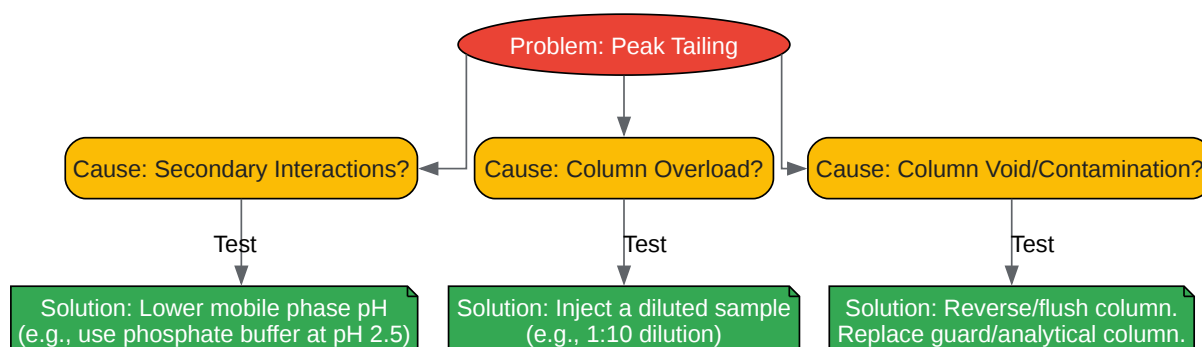 Problem: Peak Tailing
Cause: Secondary Interactions?
Cause: Column Overload?
Cause: Column Void/Contamination?
Test
Test
Test
Solution: Lower mobile phase pH
(e.g., use phosphate buffer at pH 2.5)
Solution: Inject a diluted sample
(e.g., 1:10 dilution)
Solution: Reverse/flush column.
Replace guard/analytical column.